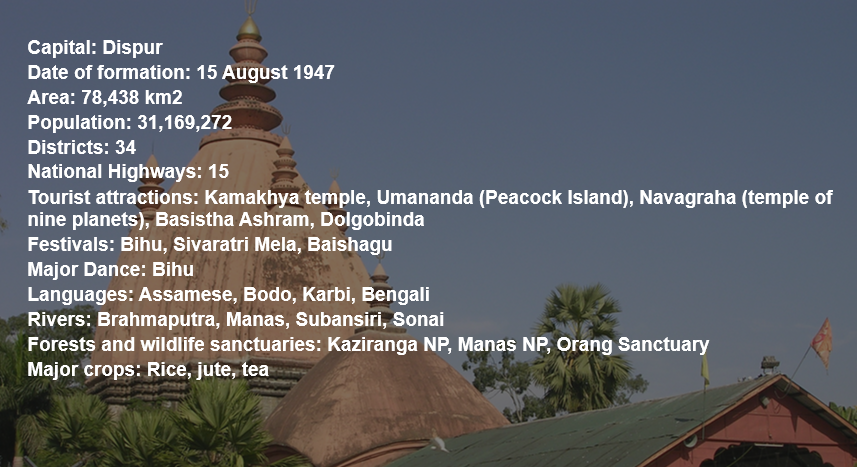 Capital: Dispur
Date of formation: 15 August 1947
Area: 78,438 km2
Population: 31,169,272
Districts: 34
National Highways: 15
Tourist attractions: Kamakhya temple, Umananda (Peacock Island), Navagraha (temple of
nine planets), Basistha Ashram, Dolgobinda
Festivals: Bihu, Sivaratri Mela, Baishagu
Major Dance: Bihu
Languages: Assamese, Bodo, Karbi, Bengali
Rivers: Brahmaputra, Manas, Subansiri, Sonai
Forests and wildlife sanctuaries: Kaziranga NP, Manas NP, Orang Sanctuary
Major crops: Rice, jute, tea